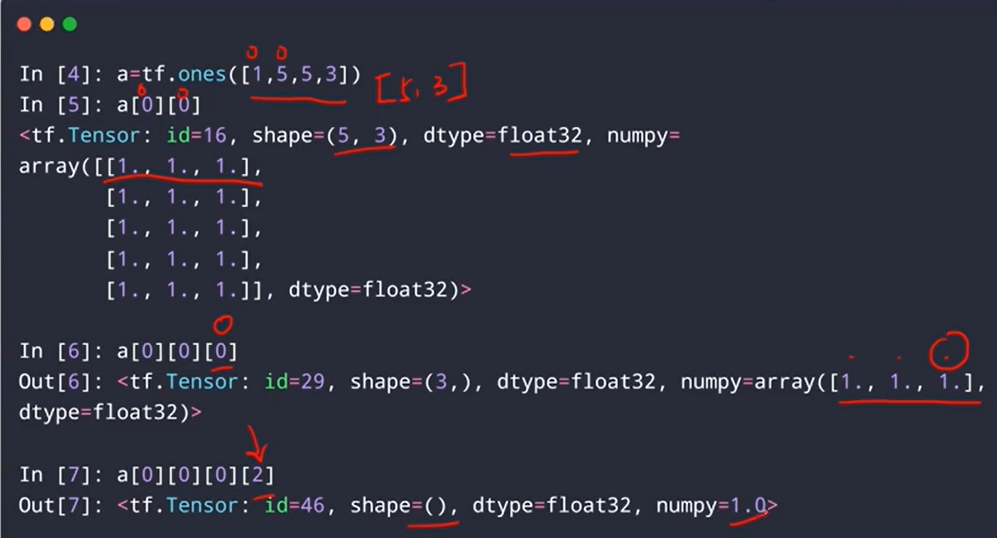 0 0
In [4]: a=tf.ones([1,5,5,3]) [5,3]
0 0
In [5]: a[0][0]
<tf.Tensor: id=16, shape=(5, 3), dtype=float32, numpy=
array([[1., 1., 1.],
[1., 1., 1.],
[1., 1., 1.],
[1., 1., 1.],
[1., 1., 1.]], dtype=float32)>
0
In [6]: a[0][0][0]
Out[6]: <tf.Tensor: id=29, shape=(3,), dtype=float32, numpy=array([1., 1., 1.],
dtype=float32)>
In [7]: a[0][0][0][2]
Out[7]: <tf.Tensor: id=46, shape=(), dtype=float32, numpy=1.0>